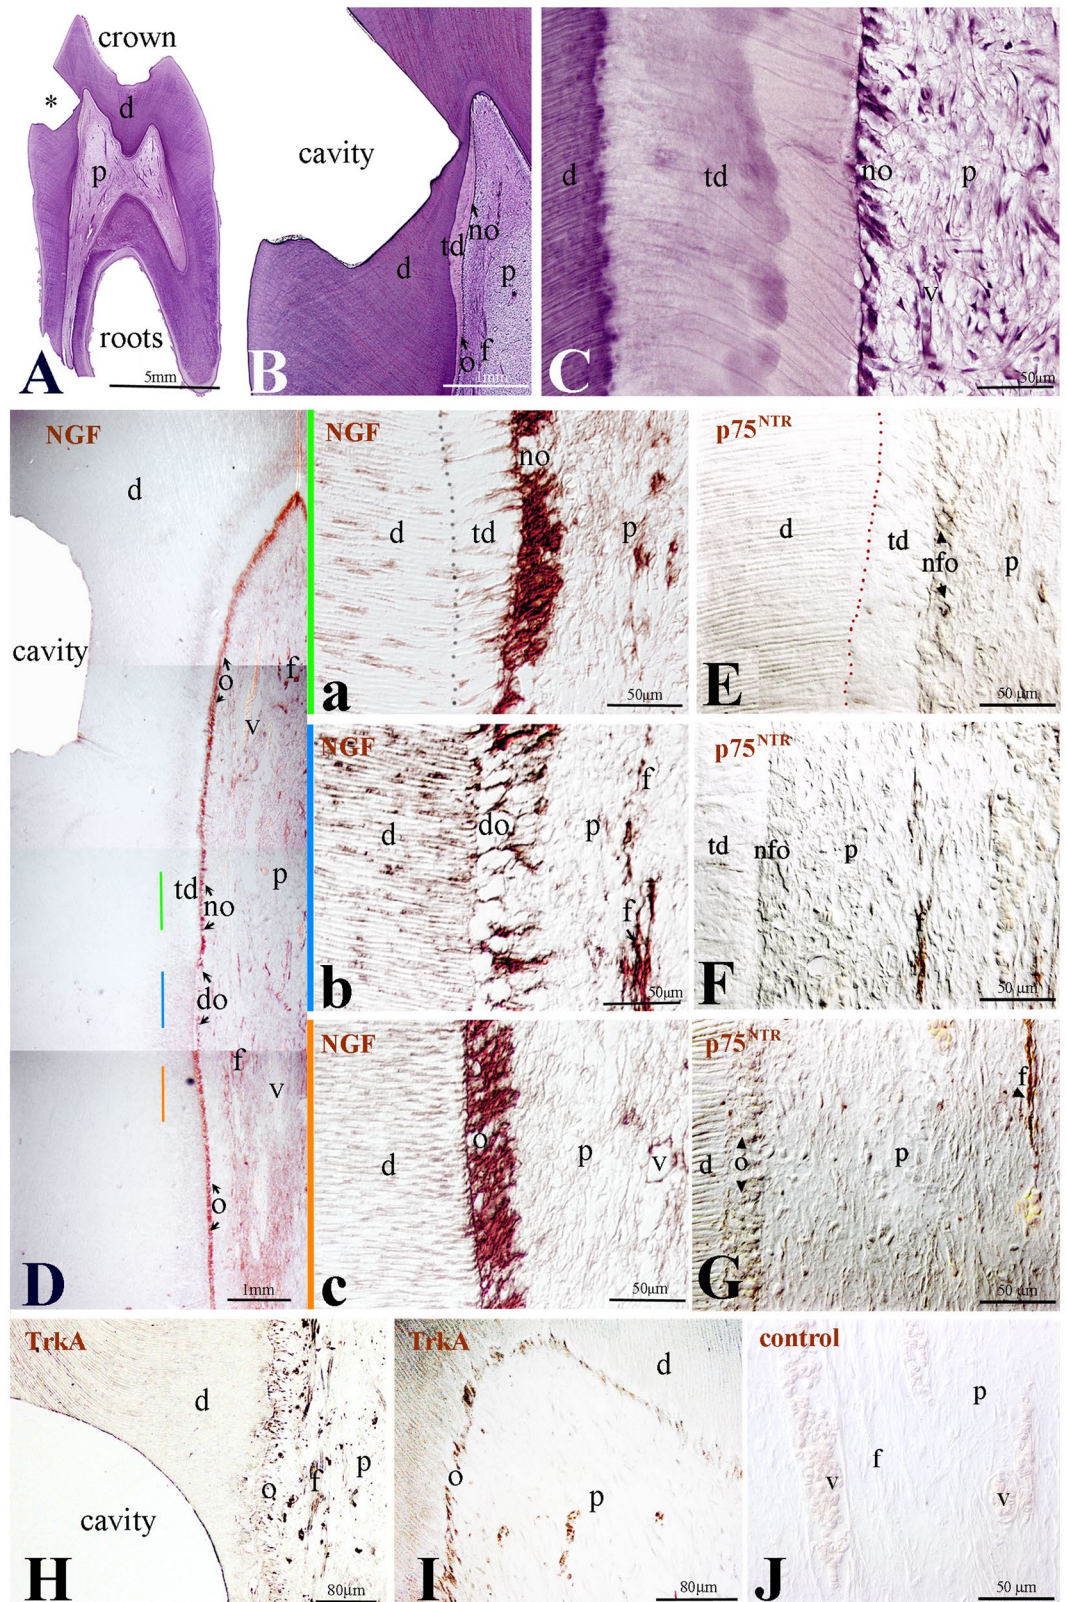 crown
*
d
p
roots
A
5mm
cavity
d
td
no
p
o
f
B
1mm
d
td
no
p
v
C
50µm
NGF
d
cavity
o
f
v
td
no
p
do
f
v
o
D
1mm
NGF
no
d
td
p
a
50µm
p75NTR
d
td
nfo
p
E
50 µm
NGF
f
d
do
p
f
b
50µm
p75NTR
td
nfo
p
F
50 µm
NGF
o
d
p
v
c
50µm
p75NTR
f
d
o
p
G
50 µm
TrkA
d
o
f
p
cavity
H
80µm
TrkA
d
o
p
I
80µm
control
p
f
v
v
J
50 µm